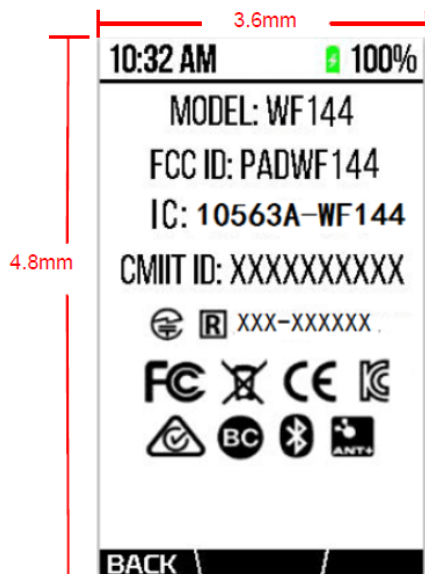 3.6mm
10:32 AM 100%
MODEL: WF144
FCC ID: PADWF144
IC: 10563A-WF144
4.8mm
CMIIT ID: XXXXXXXXXX
R XXX-XXXXXX
FC CE
BC ANT+
BACK